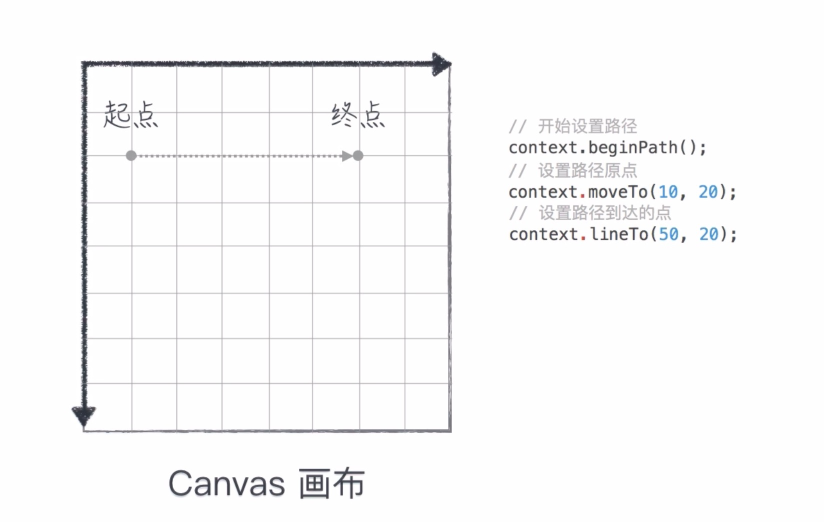 起点
终点
// 开始设置路径
context.beginPath();
// 设置路径原点
context.moveTo(10, 20);
// 设置路径到达的点
context.lineTo(50, 20);
Canvas 画布